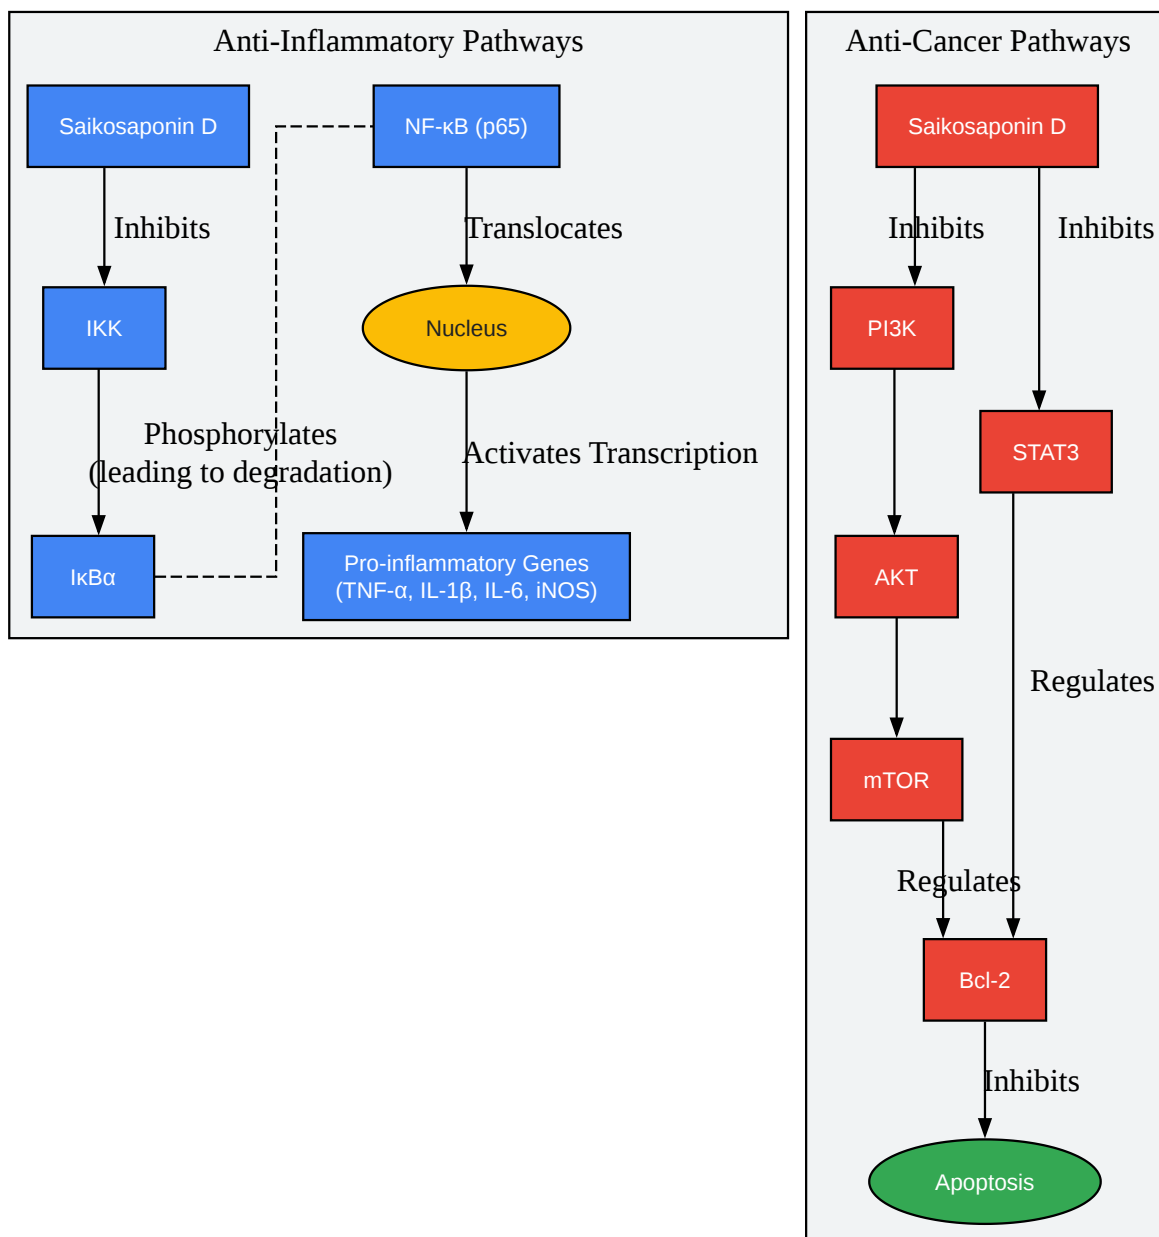 Anti-Inflammatory Pathways
Saikosaponin D
NF-κB (p65)
Inhibits
Translocates
IKK
Nucleus
Phosphorylates
(leading to degradation)
Activates Transcription
IκBα
Pro-inflammatory Genes
(TNF-α, IL-1β, IL-6, iNOS)
Anti-Cancer Pathways
Saikosaponin D
Inhibits
Inhibits
PI3K
STAT3
AKT
Regulates
mTOR
Regulates
Bcl-2
Inhibits
Apoptosis